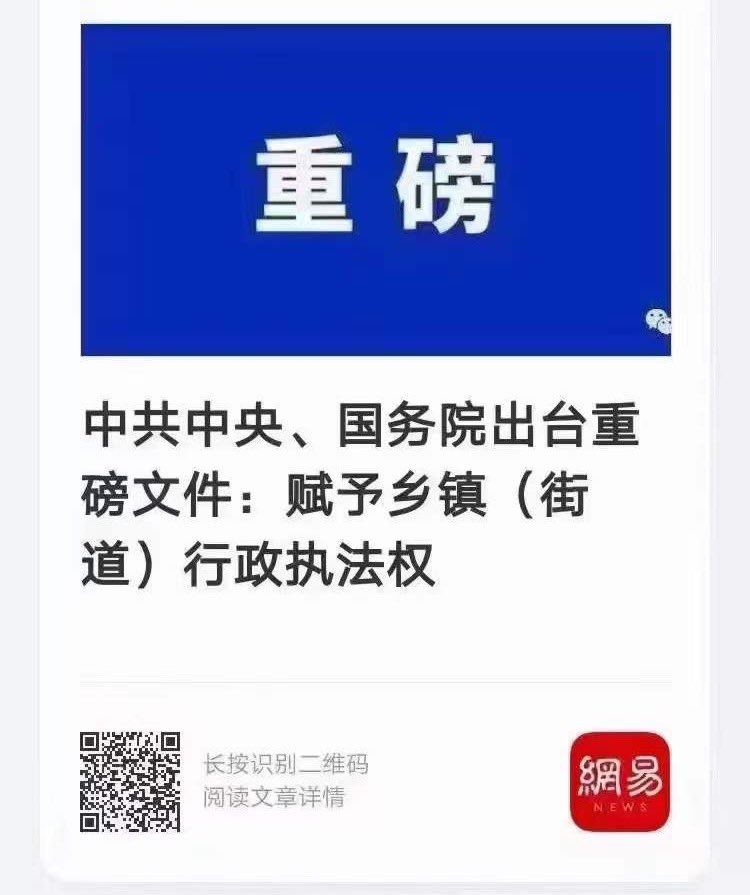 重磅
中共中央、国务院出台重
磅文件：赋予乡镇（街
道）行政执法权
长按识别二维码
阅读文章详情
網易
NEWS